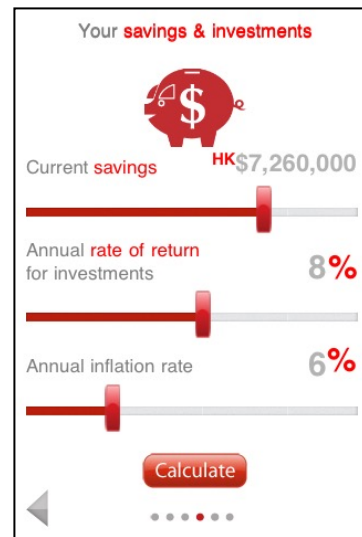 Your savings & investments
$
Current savings HK$7,260,000
Annual rate of return
for investments 8%
Annual inflation rate 6%
Calculate